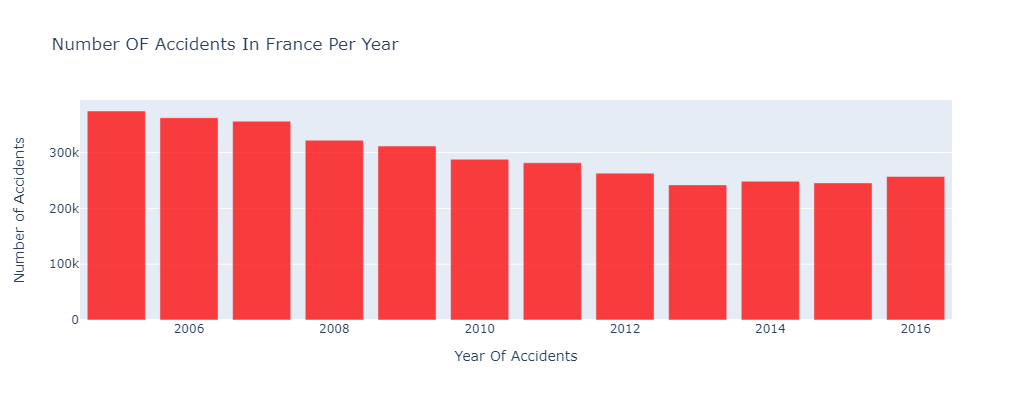 Number OF Accidents In France Per Year
Number of Accidents
300k
200k
100k
0
2006 2008 2010 2012 2014 2016
Year Of Accidents